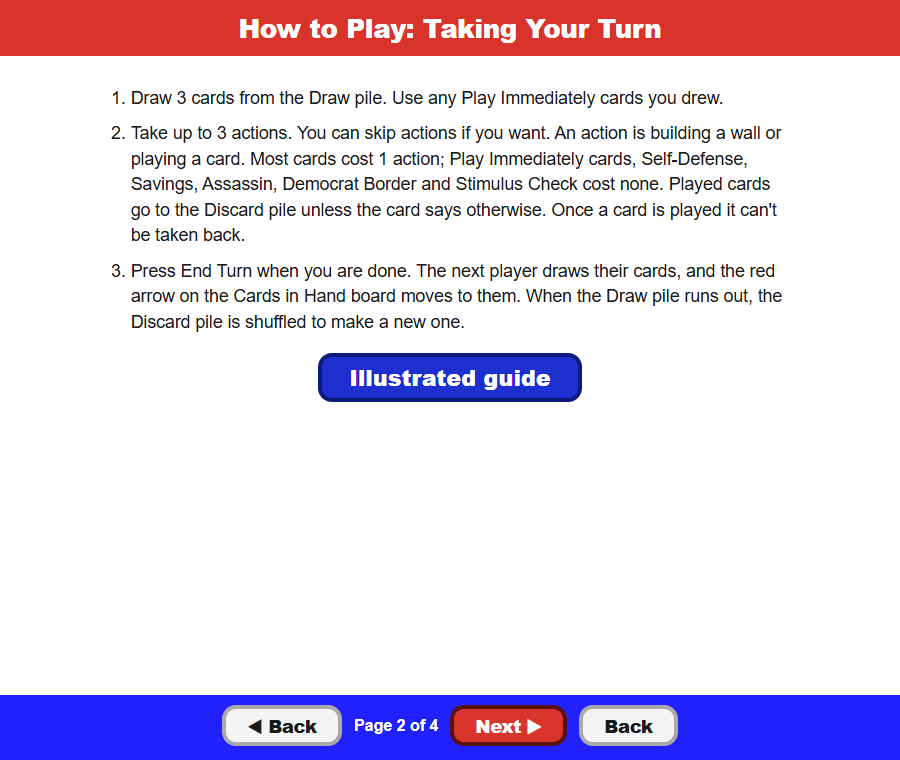 How to Play: Taking Your Turn
1. Draw 3 cards from the Draw pile. Use any Play Immediately cards you drew.
2. Take up to 3 actions. You can skip actions if you want. An action is building a wall or
playing a card. Most cards cost 1 action; Play Immediately cards, Self-Defense,
Savings, Assassin, Democrat Border and Stimulus Check cost none. Played cards
go to the Discard pile unless the card says otherwise. Once a card is played it can't
be taken back.
3. Press End Turn when you are done. The next player draws their cards, and the red
arrow on the Cards in Hand board moves to them. When the Draw pile runs out, the
Discard pile is shuffled to make a new one.
Illustrated guide
◀ Back Page 2 of 4 Next ▶ Back